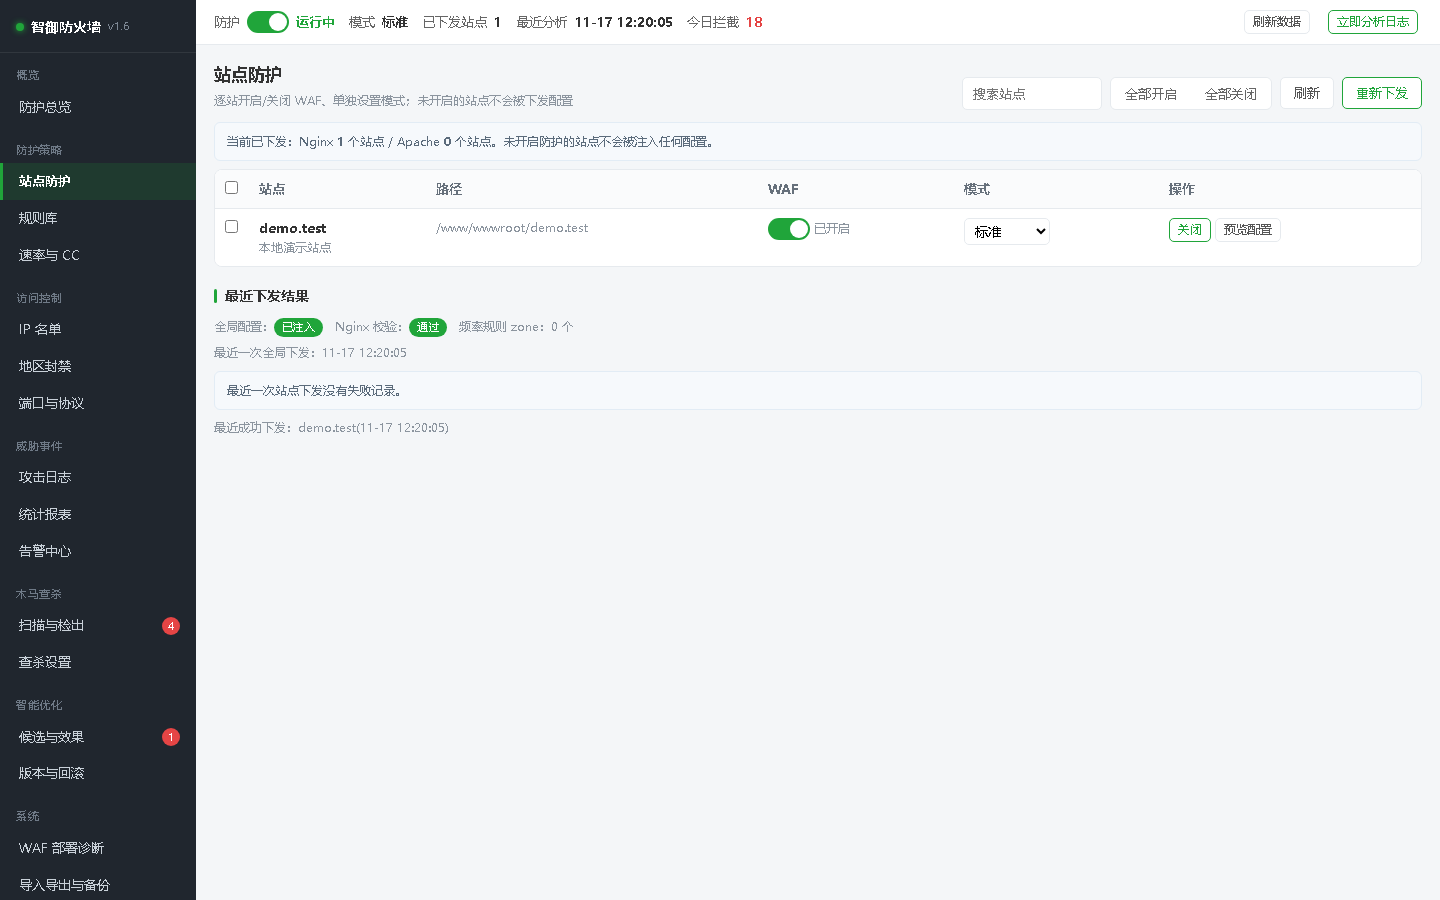 智御防火墙 v1.6
概览
防护总览
防护策略
站点防护
规则库
速率与 CC
访问控制
IP 名单
地区封禁
端口与协议
威胁事件
攻击日志
统计报表
告警中心
木马查杀
扫描与检出 4
查杀设置
智能优化
候选与效果 1
版本与回滚
系统
WAF 部署诊断
导入导出与备份
防护 运行中 模式 标准 已下发站点 1 最近分析 11-17 12:20:05 今日拦截 18
刷新数据 立即分析日志
站点防护
逐站开启/关闭 WAF、单独设置模式；未开启的站点不会被下发配置
搜索站点 全部开启 全部关闭 刷新 重新下发
当前已下发：Nginx 1 个站点 / Apache 0 个站点。未开启防护的站点不会被注入任何配置。
站点 路径 WAF 模式 操作
demo.test /www/wwwroot/demo.test 已开启 标准 关闭 预览配置
本地演示站点
最近下发结果
全局配置： 已注入 Nginx 校验： 通过 频率规则 zone：0 个
最近一次全局下发：11-17 12:20:05
最近一次站点下发没有失败记录。
最近成功下发：demo.test(11-17 12:20:05)